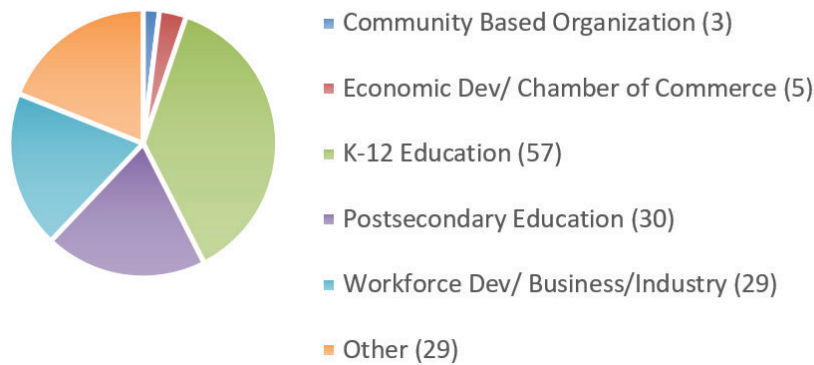 Community Based Organization (3)
Economic Dev/ Chamber of Commerce (5)
K-12 Education (57)
Postsecondary Education (30)
Workforce Dev/ Business/Industry (29)
Other (29)